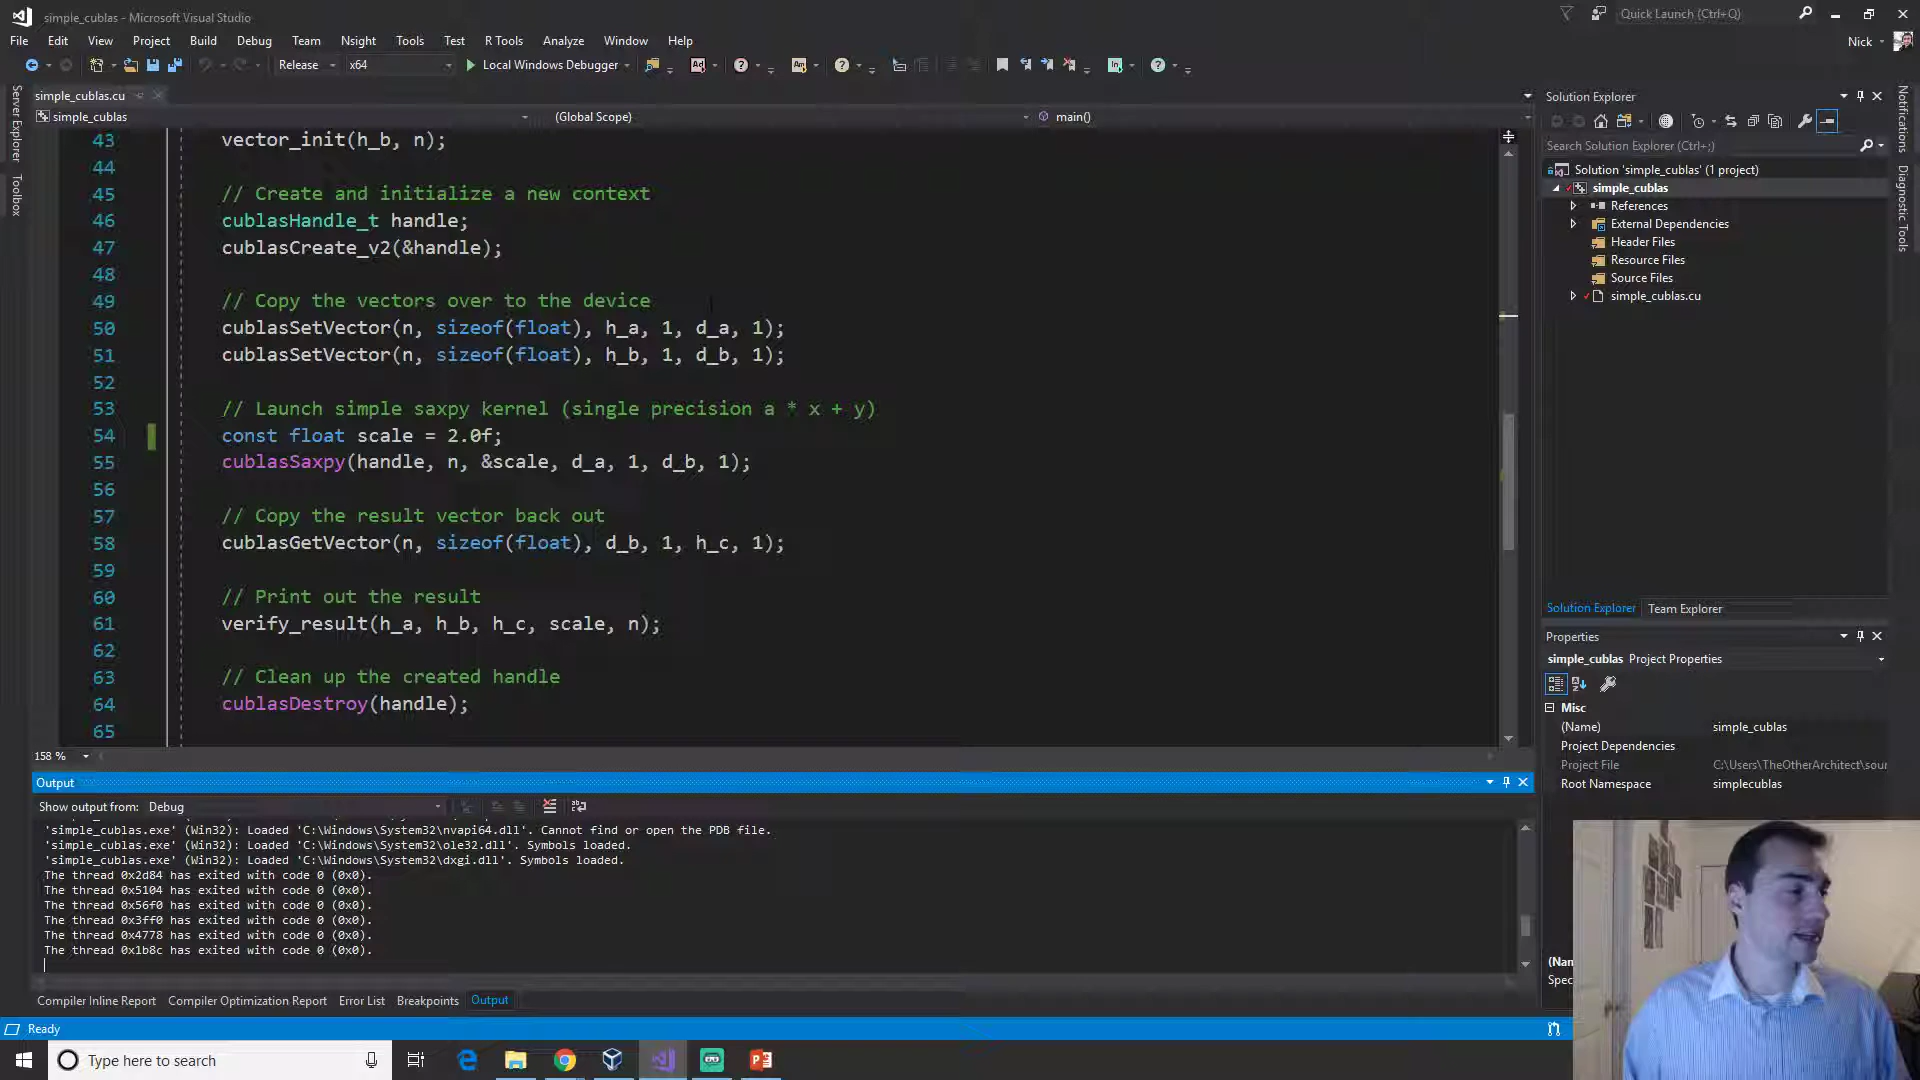 simple_cublas - Microsoft Visual Studio
Quick Launch (Ctrl+Q)
File Edit View Project Build Debug Team Nsight Tools Test R Tools Analyze Window Help
Nick
Release x64 Local Windows Debugger
simple_cublas.cu
simple_cublas (Global Scope) main()
Server Explorer
Toolbox
43 vector_init(h_b, n);
44
45 // Create and initialize a new context
46 cublasHandle_t handle;
47 cublasCreate_v2(&handle);
48
49 // Copy the vectors over to the device
50 cublasSetVector(n, sizeof(float), h_a, 1, d_a, 1);
51 cublasSetVector(n, sizeof(float), h_b, 1, d_b, 1);
52
53 // Launch simple saxpy kernel (single precision a * x + y)
54 const float scale = 2.0f;
55 cublasSaxpy(handle, n, &scale, d_a, 1, d_b, 1);
56
57 // Copy the result vector back out
58 cublasGetVector(n, sizeof(float), d_b, 1, h_c, 1);
59
60 // Print out the result
61 verify_result(h_a, h_b, h_c, scale, n);
62
63 // Clean up the created handle
64 cublasDestroy(handle);
65
158 %
Output
Show output from: Debug
'simple_cublas.exe' (Win32): Loaded 'C:\Windows\System32\nvapi64.dll'. Cannot find or open the PDB file.
'simple_cublas.exe' (Win32): Loaded 'C:\Windows\System32\ole32.dll'. Symbols loaded.
'simple_cublas.exe' (Win32): Loaded 'C:\Windows\System32\dxgi.dll'. Symbols loaded.
The thread 0x2d84 has exited with code 0 (0x0).
The thread 0x5104 has exited with code 0 (0x0).
The thread 0x56f0 has exited with code 0 (0x0).
The thread 0x3ff0 has exited with code 0 (0x0).
The thread 0x4778 has exited with code 0 (0x0).
The thread 0x1b8c has exited with code 0 (0x0).
Compiler Inline Report Compiler Optimization Report Error List Breakpoints Output
Ready
Type here to search
Solution Explorer
Search Solution Explorer (Ctrl+;)
Solution 'simple_cublas' (1 project)
simple_cublas
References
External Dependencies
Header Files
Resource Files
Source Files
simple_cublas.cu
Solution Explorer Team Explorer
Properties
simple_cublas Project Properties
Misc
(Name) simple_cublas
Project Dependencies
Project File C:\Users\TheOtherArchitect\sour
Root Namespace simplecublas
(Nan
Spec
Notifications
Diagnostic Tools